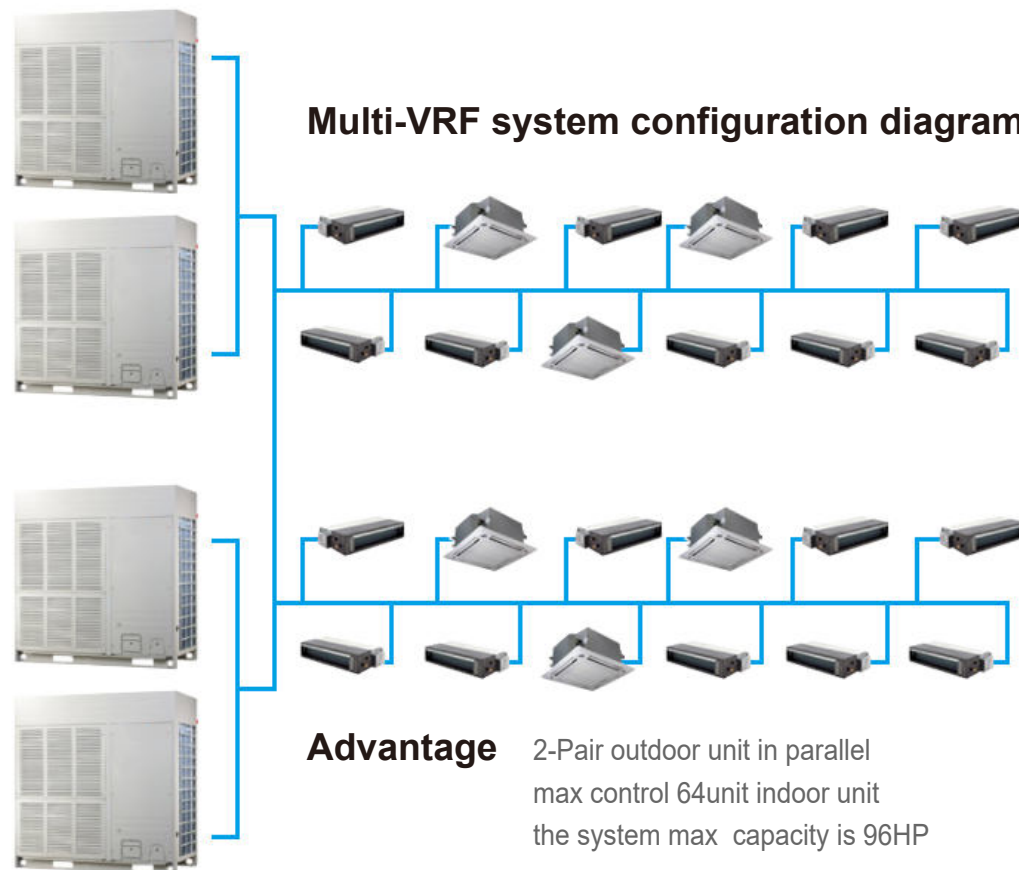 Multi-VRF system configuration diagram
Advantage
2-Pair outdoor unit in parallel
max control 64unit indoor unit
the system max capacity is 96HP